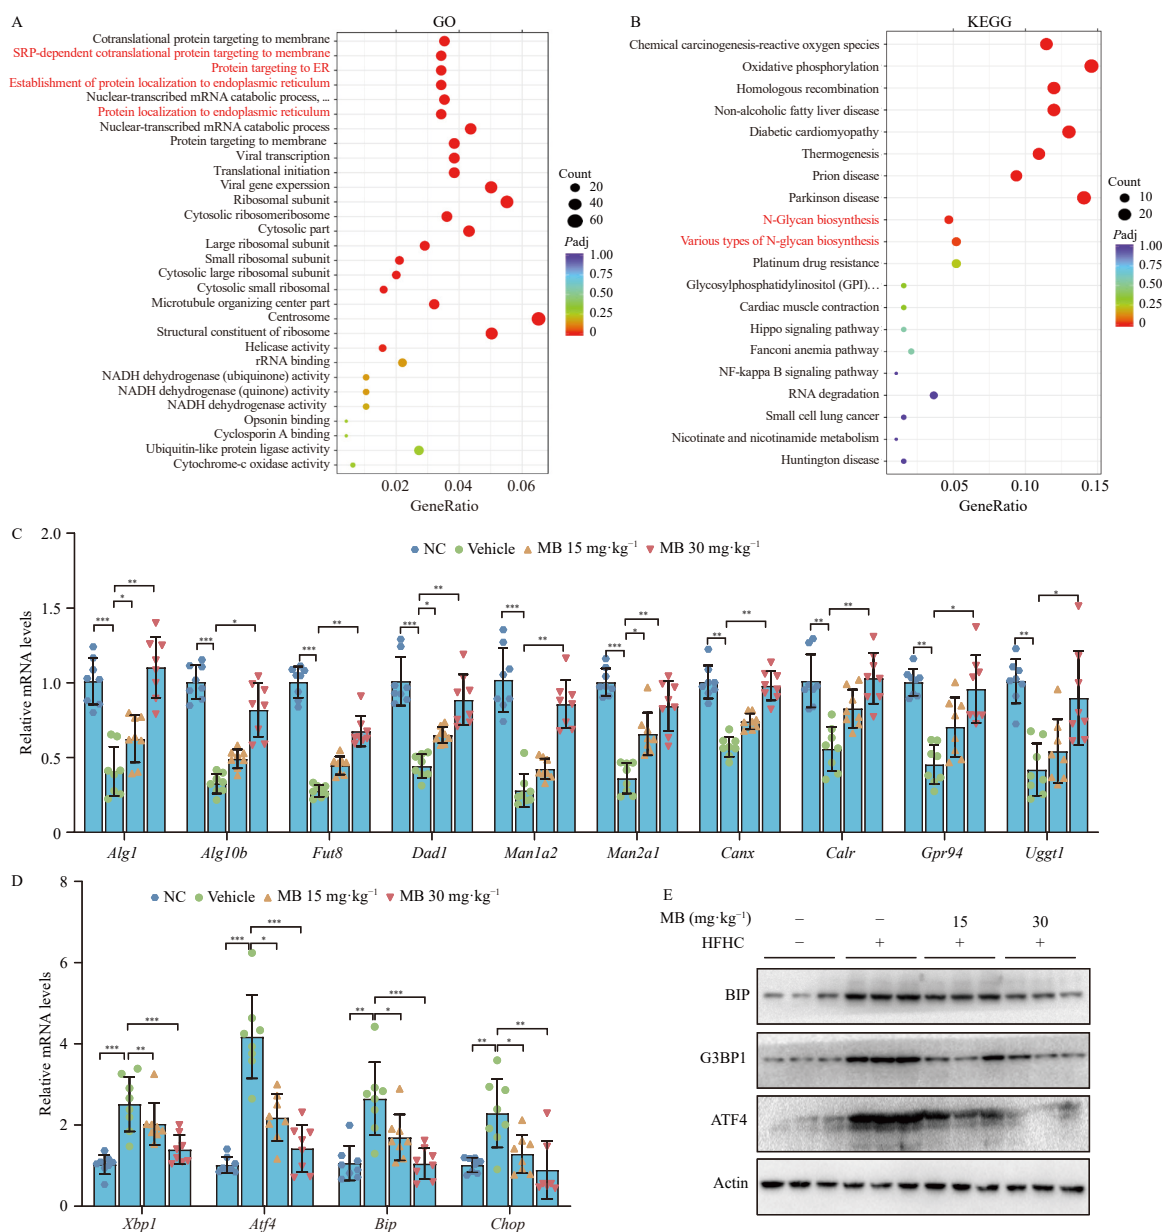 A
GO
Cotranslational protein targeting to membrane
SRP-dependent cotranslational protein targeting to membrane
Protein targeting to ER
Establishment of protein localization to endoplasmic reticulum
Nuclear-transcribed mRNA catabolic process, ...
Protein localization to endoplasmic reticulum
Nuclear-transcribed mRNA catabolic process
Protein targeting to membrane
Viral transcription
Translational initiation
Viral gene experssion
Ribosomal subunit
Cytosolic ribosomeribosome
Cytosolic part
Large ribosomal subunit
Small ribosomal subunit
Cytosolic large ribosomal subunit
Cytosolic small ribosomal
Microtubule organizing center part
Centrosome
Structural constituent of ribosome
Helicase activity
rRNA binding
NADH dehydrogenase (ubiquinone) activity
NADH dehydrogenase (quinone) activity
NADH dehydrogenase activity
Opsonin binding
Cyclosporin A binding
Ubiquitin-like protein ligase activity
Cytochrome-c oxidase activity
0.02 0.04 0.06
GeneRatio
Count
20
40
60
Padj
1.00
0.75
0.50
0.25
0
B
KEGG
Chemical carcinogenesis-reactive oxygen species
Oxidative phosphorylation
Homologous recombination
Non-alcoholic fatty liver disease
Diabetic cardiomyopathy
Thermogenesis
Prion disease
Parkinson disease
N-Glycan biosynthesis
Various types of N-glycan biosynthesis
Platinum drug resistance
Glycosylphosphatidylinositol (GPI)...
Cardiac muscle contraction
Hippo signaling pathway
Fanconi anemia pathway
NF-kappa B signaling pathway
RNA degradation
Small cell lung cancer
Nicotinate and nicotinamide metabolism
Huntington disease
0.05 0.10 0.15
GeneRatio
Count
10
20
Padj
1.00
0.75
0.50
0.25
0
C
Relative mRNA levels
2.0
1.5
1.0
0.5
0
NC Vehicle MB 15 mg·kg⁻¹ MB 30 mg·kg⁻¹
*** * **
*** *
*** **
*** * **
*** **
*** * **
** **
** **
** *
** *
Alg1 Alg10b Fut8 Dad1 Man1a2 Man2a1 Canx Calr Gpr94 Uggt1
D
Relative mRNA levels
8
6
4
2
0
NC Vehicle MB 15 mg·kg⁻¹ MB 30 mg·kg⁻¹
*** ** ***
*** * ***
** * ***
** * **
Xbp1 Atf4 Bip Chop
E
MB (mg·kg⁻¹) − − 15 30
HFHC − + + +
BIP
G3BP1
ATF4
Actin